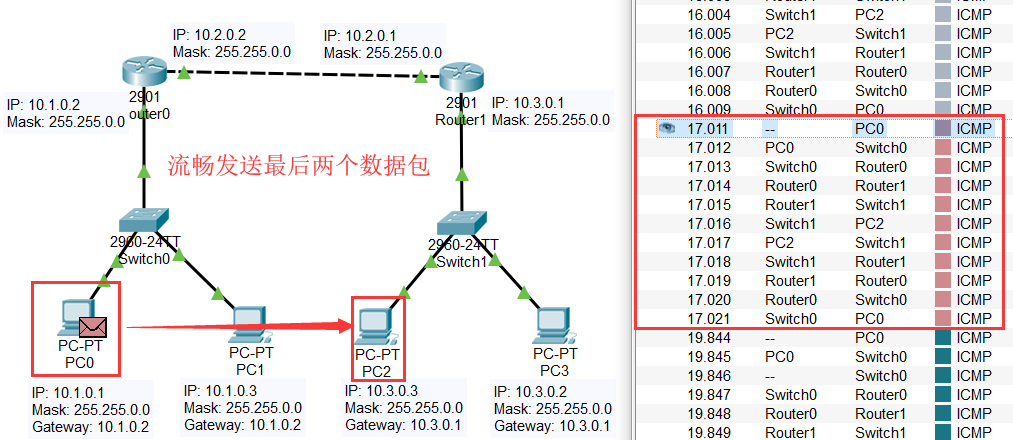 IP: 10.2.0.2
Mask: 255.255.0.0
IP: 10.2.0.1
Mask: 255.255.0.0
2901
outer0
IP: 10.1.0.2
Mask: 255.255.0.0
2901
Router1
IP: 10.3.0.1
Mask: 255.255.0.0
流畅发送最后两个数据包
2960-24TT
Switch0
2960-24TT
Switch1
PC-PT
PC0
PC-PT
PC1
PC-PT
PC2
PC-PT
PC3
IP: 10.1.0.1
Mask: 255.255.0.0
Gateway: 10.1.0.2
IP: 10.1.0.3
Mask: 255.255.0.0
Gateway: 10.1.0.2
IP: 10.3.0.3
Mask: 255.255.0.0
Gateway: 10.3.0.1
IP: 10.3.0.2
Mask: 255.255.0.0
Gateway: 10.3.0.1
16.004 Switch1 PC2 ICMP
16.005 PC2 Switch1 ICMP
16.006 Switch1 Router1 ICMP
16.007 Router1 Router0 ICMP
16.008 Router0 Switch0 ICMP
16.009 Switch0 PC0 ICMP
17.011 -- PC0 ICMP
17.012 PC0 Switch0 ICMP
17.013 Switch0 Router0 ICMP
17.014 Router0 Router1 ICMP
17.015 Router1 Switch1 ICMP
17.016 Switch1 PC2 ICMP
17.017 PC2 Switch1 ICMP
17.018 Switch1 Router1 ICMP
17.019 Router1 Router0 ICMP
17.020 Router0 Switch0 ICMP
17.021 Switch0 PC0 ICMP
19.844 -- PC0 ICMP
19.845 PC0 Switch0 ICMP
19.846 -- Switch0 ICMP
19.847 Switch0 Router0 ICMP
19.848 Router0 Router1 ICMP
19.849 Router1 Switch1 ICMP